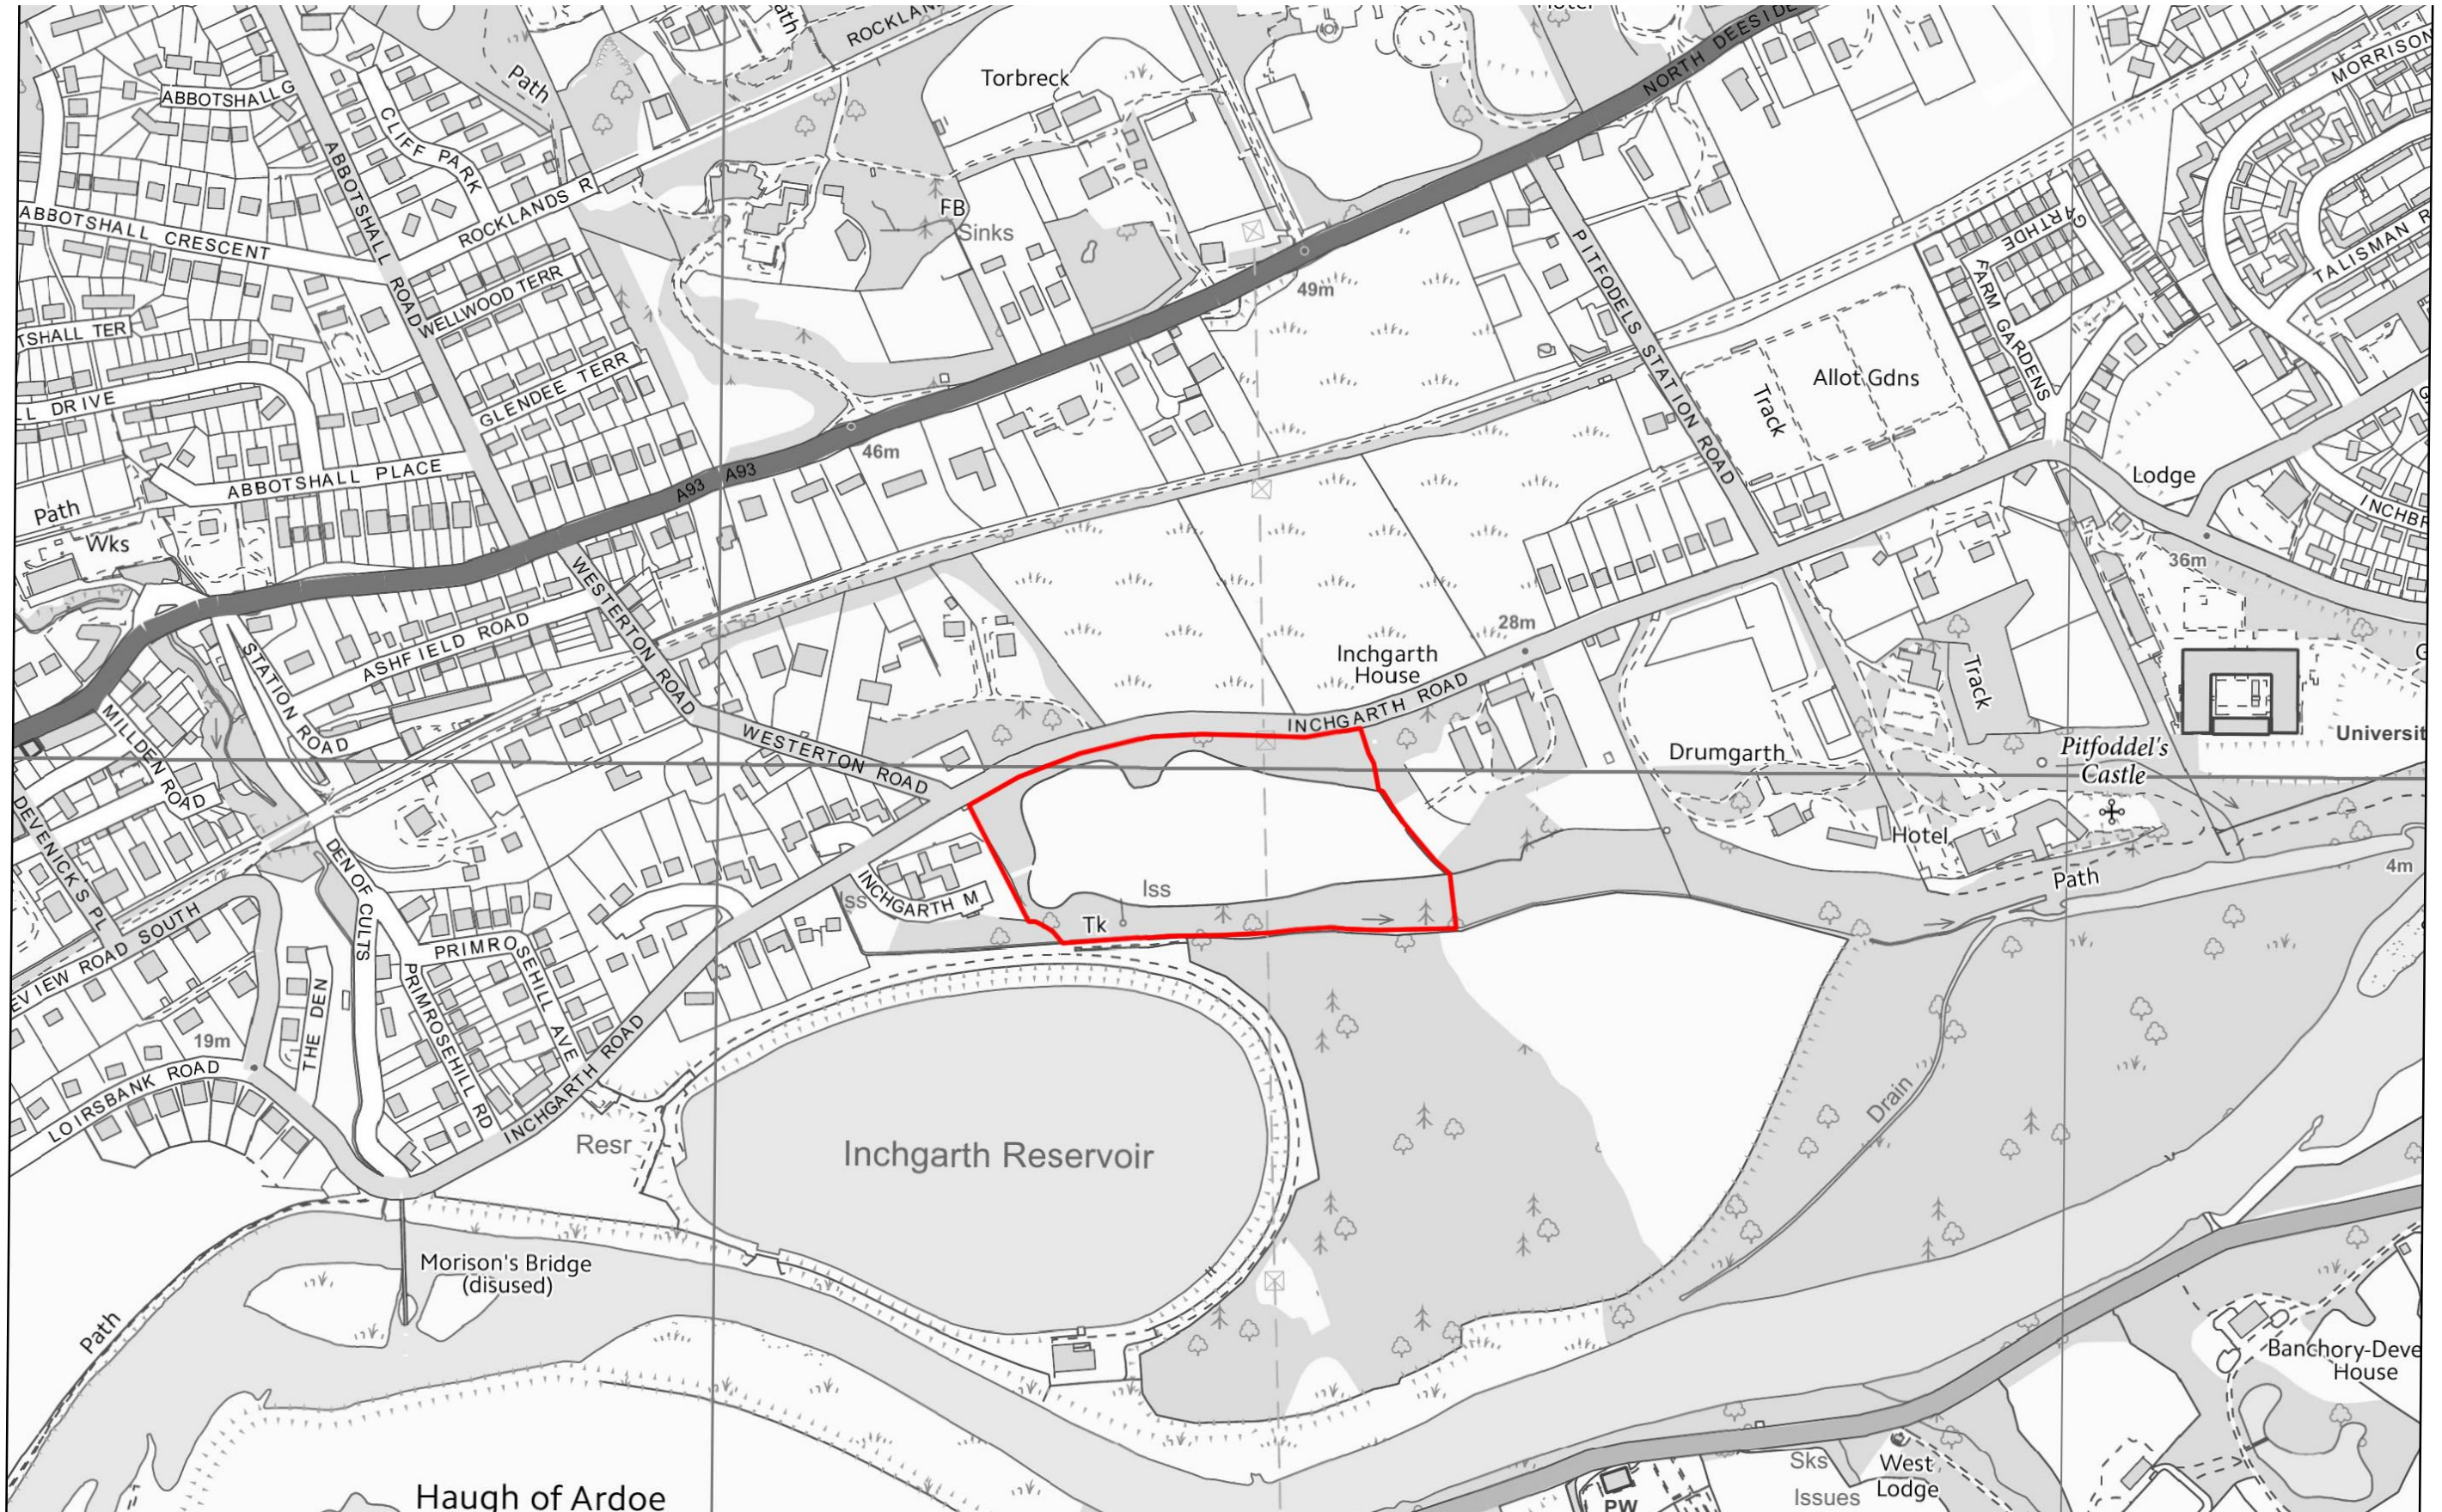 ROCKLAN
NORTH DEESIDE
MORRISON
Path
Torbreck
ABBOTSHALL G
CLIFF PARK
ABBOTSHALL ROAD
ROCKLANDS R
FB
Sinks
ABBOTSHALL CRESCENT
GARTHDE
FARM GARDENS
TALISMAN R
PITFODELS STATION ROAD
WELLWOOD TERR
49m
TSHALL TER
GLENDEE TERR
LL DRIVE
Allot Gdns
Track
46m
A93
A93
ABBOTSHALL PLACE
Lodge
INCHBR
Path
Wks
36m
WESTERTON ROAD
ASHFIELD ROAD
STATION ROAD
28m
Inchgarth
House
INCHGARTH ROAD
Track
MILLDEN ROAD
WESTERTON ROAD
Drumgarth
Pitfoddel's
Castle
Universit
DEVENICK'S PL
Hotel
4m
DEN OF CULTS
INCHGARTH M
Iss
Iss
Tk
Path
EVIEW ROAD SOUTH
PRIMROSEHILL AVE
PRIMROSEHILL RD
THE DEN
19m
LOIRSBANK ROAD
INCHGARTH ROAD
Drain
Resr
Inchgarth Reservoir
Morison's Bridge
(disused)
Path
Banchory-Deve
House
Haugh of Ardoe
Sks
Issues
West
Lodge
PW